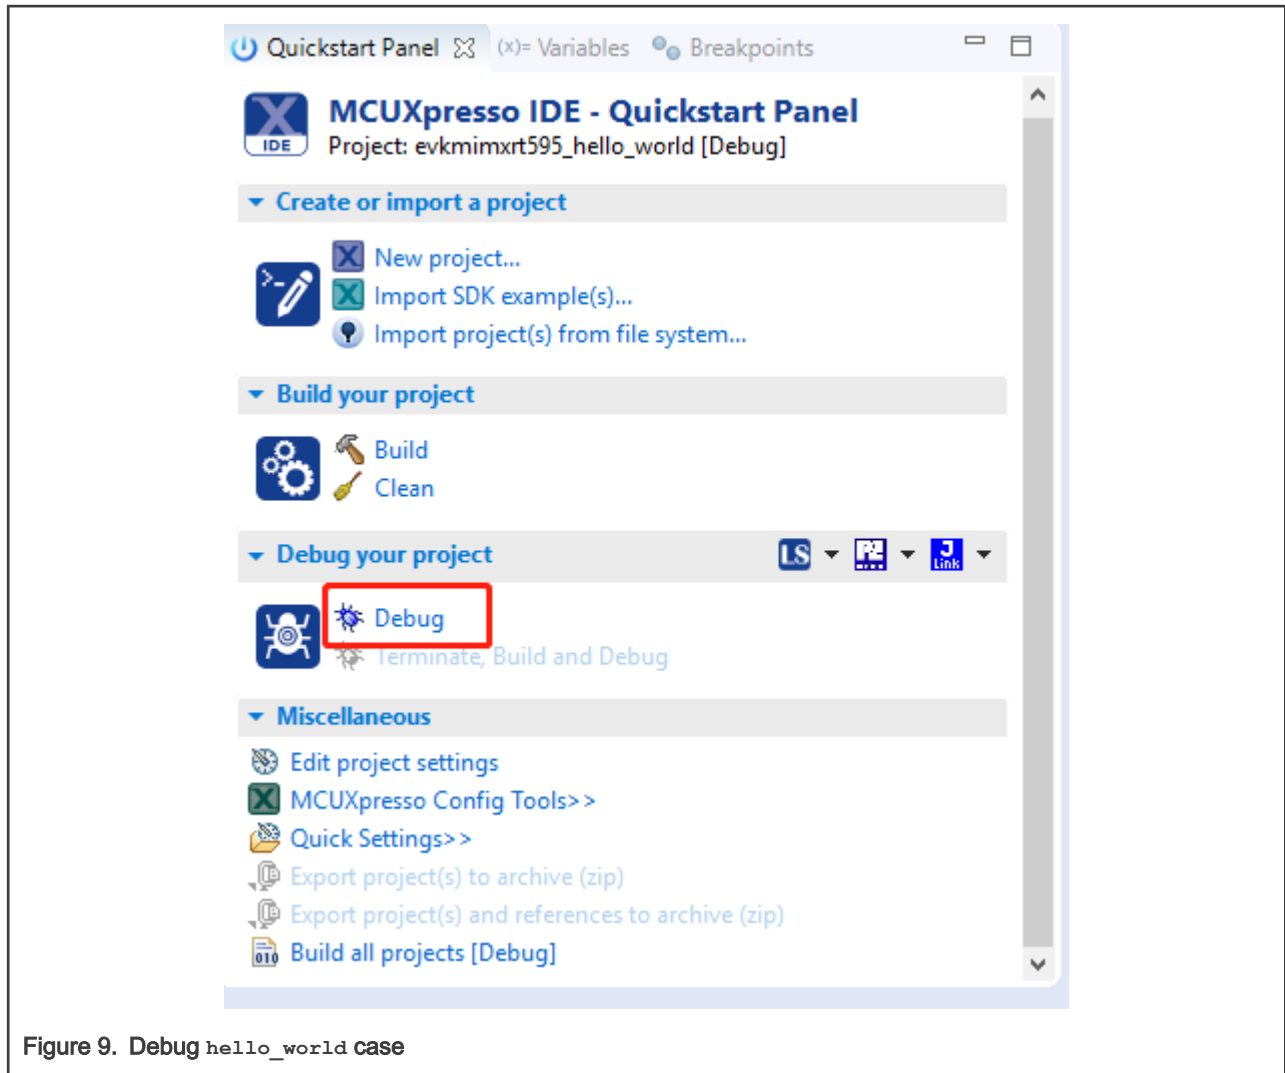 Quickstart Panel (x)= Variables Breakpoints
MCUXpresso IDE - Quickstart Panel
IDE
Project: evkmimxrt595_hello_world [Debug]
Create or import a project
New project...
Import SDK example(s)...
Import project(s) from file system...
Build your project
Build
Clean
Debug your project LS PE J Link
Debug
Terminate, Build and Debug
Miscellaneous
Edit project settings
MCUXpresso Config Tools>>
Quick Settings>>
Export project(s) to archive (zip)
Export project(s) and references to archive (zip)
010 Build all projects [Debug]
Figure 9. Debug hello_world case